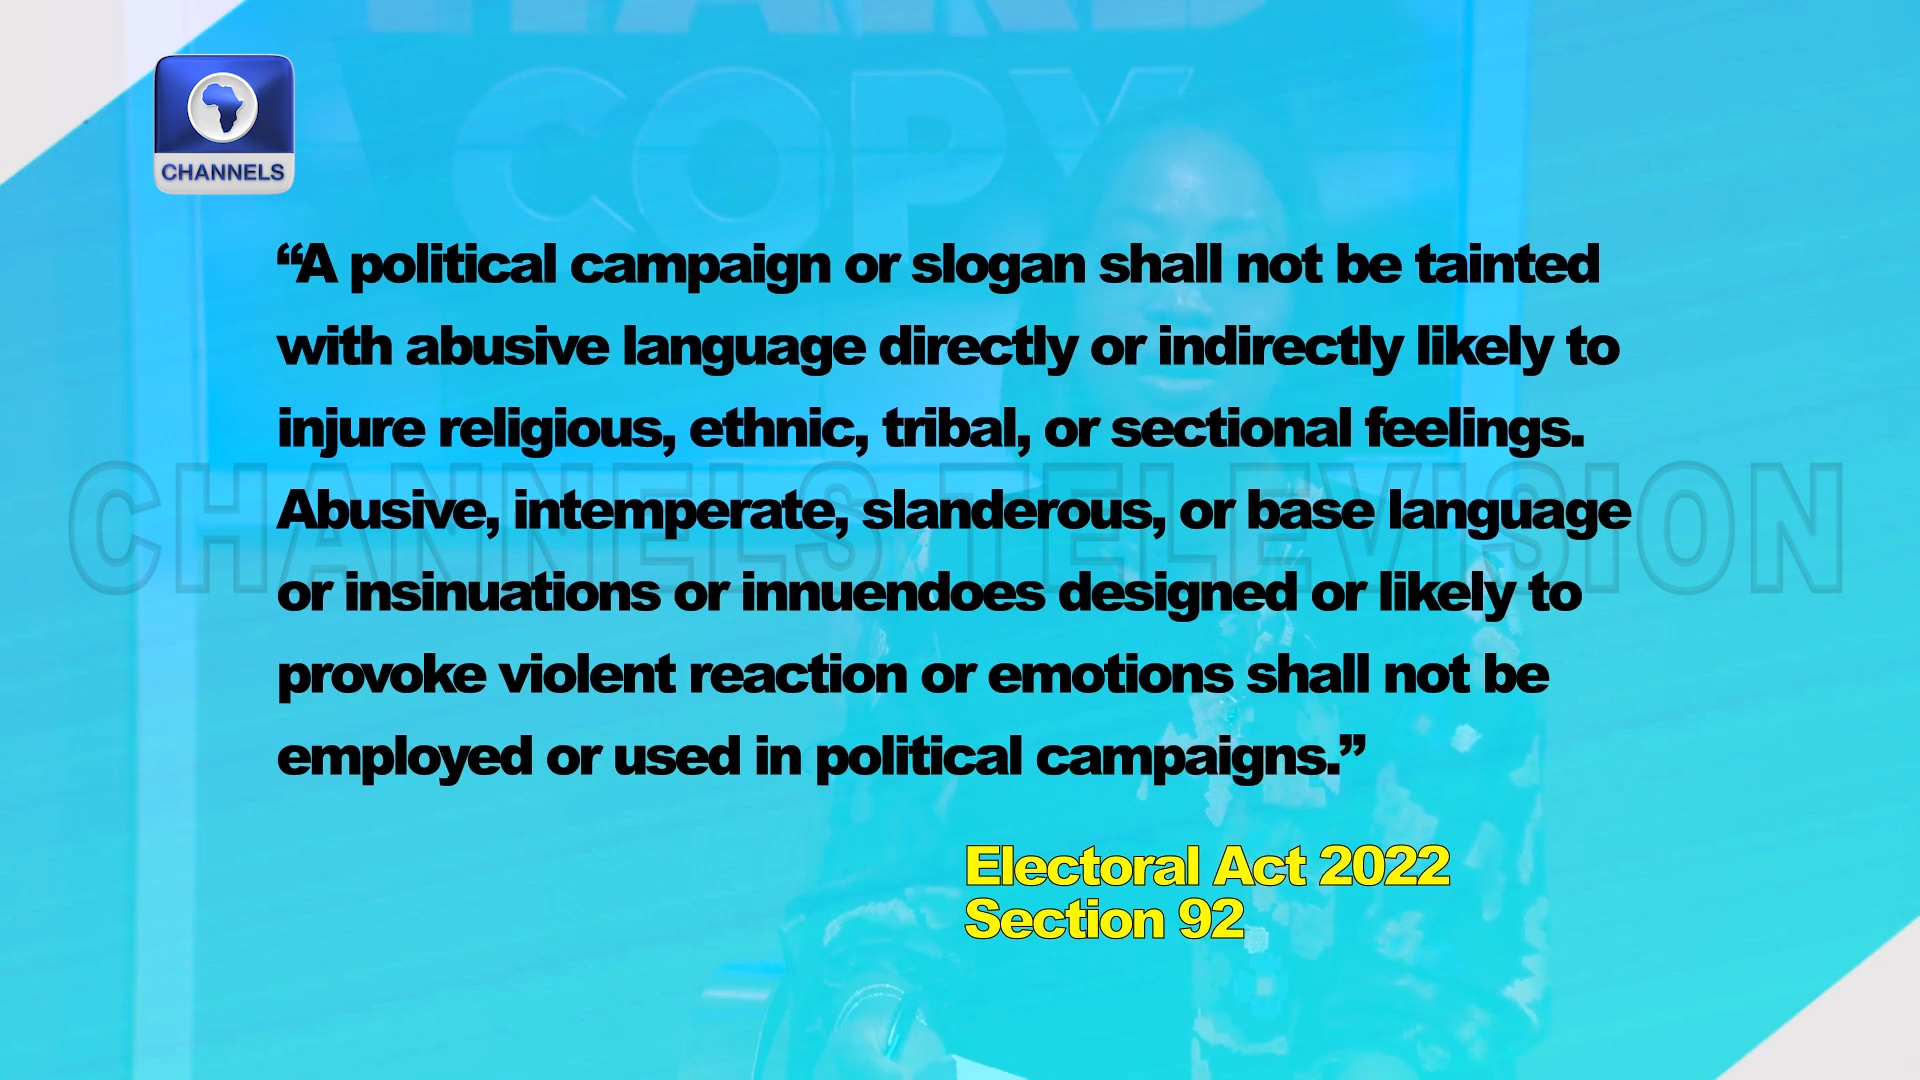 HARD
COPY
CHANNELS
“A political campaign or slogan shall not be tainted
with abusive language directly or indirectly likely to
injure religious, ethnic, tribal, or sectional feelings.
Abusive, intemperate, slanderous, or base language
CHANNELS TELEVISION
or insinuations or innuendoes designed or likely to
provoke violent reaction or emotions shall not be
employed or used in political campaigns.”
Electoral Act 2022
Section 92